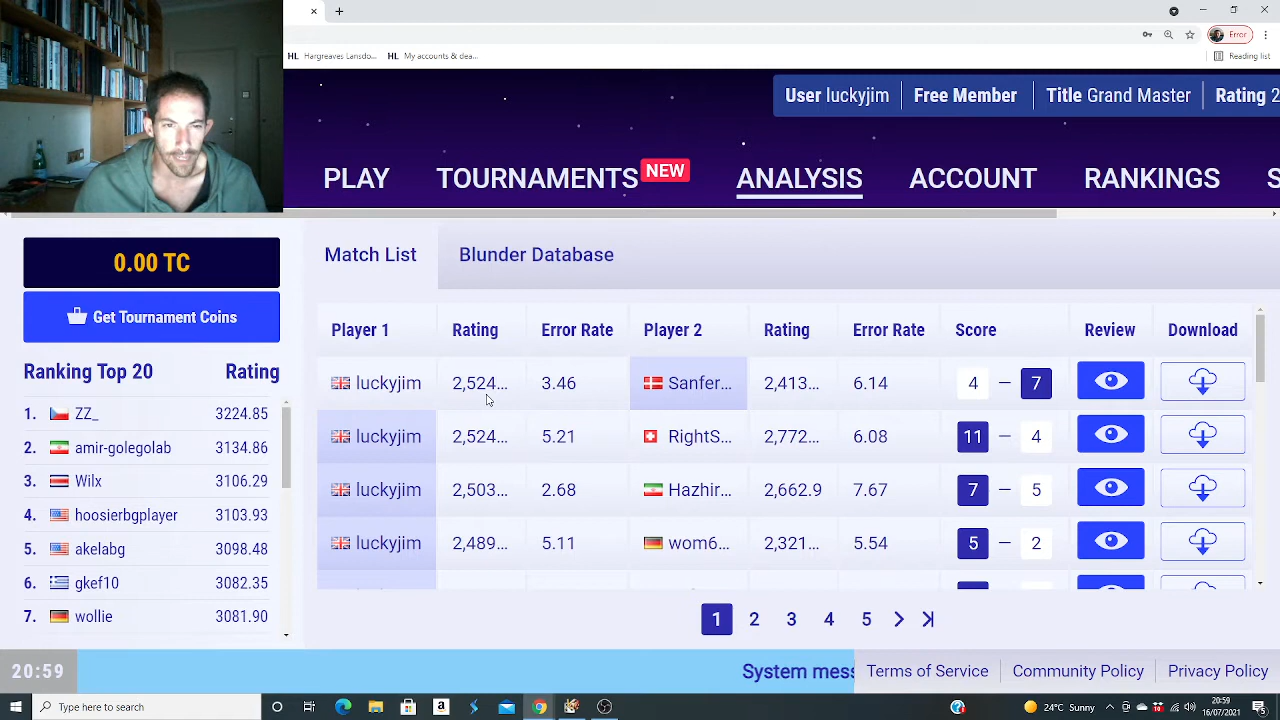 HL Hargreaves Lansdo... HL My accounts & dea... Reading list
Error
User luckyjim Free Member Title Grand Master Rating 2
PLAY TOURNAMENTS NEW ANALYSIS ACCOUNT RANKINGS S
0.00 TC
Get Tournament Coins
Ranking Top 20 Rating
1. ZZ_ 3224.85
2. amir-golegolab 3134.86
3. Wilx 3106.29
4. hoosierbgplayer 3103.93
5. akelabg 3098.48
6. gkef10 3082.35
7. wollie 3081.90
Match List Blunder Database
Player 1 Rating Error Rate Player 2 Rating Error Rate Score Review Download
luckyjim 2,524... 3.46 Sanfer... 2,413... 6.14 4 – 7
luckyjim 2,524... 5.21 RightS... 2,772... 6.08 11 – 4
luckyjim 2,503... 2.68 Hazhir... 2,662.9 7.67 7 – 5
luckyjim 2,489... 5.11 wom6... 2,321... 5.54 5 – 2
1 2 3 4 5
20:59 System mess Terms of Service Community Policy Privacy Policy
Type here to search 24°C Sunny 20:59
16/07/2021